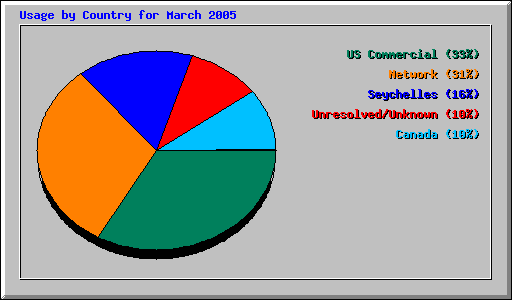 Usage by Country for March 2005
US Commercial (33%)
Network (31%)
Seychelles (16%)
Unresolved/Unknown (10%)
Canada (10%)